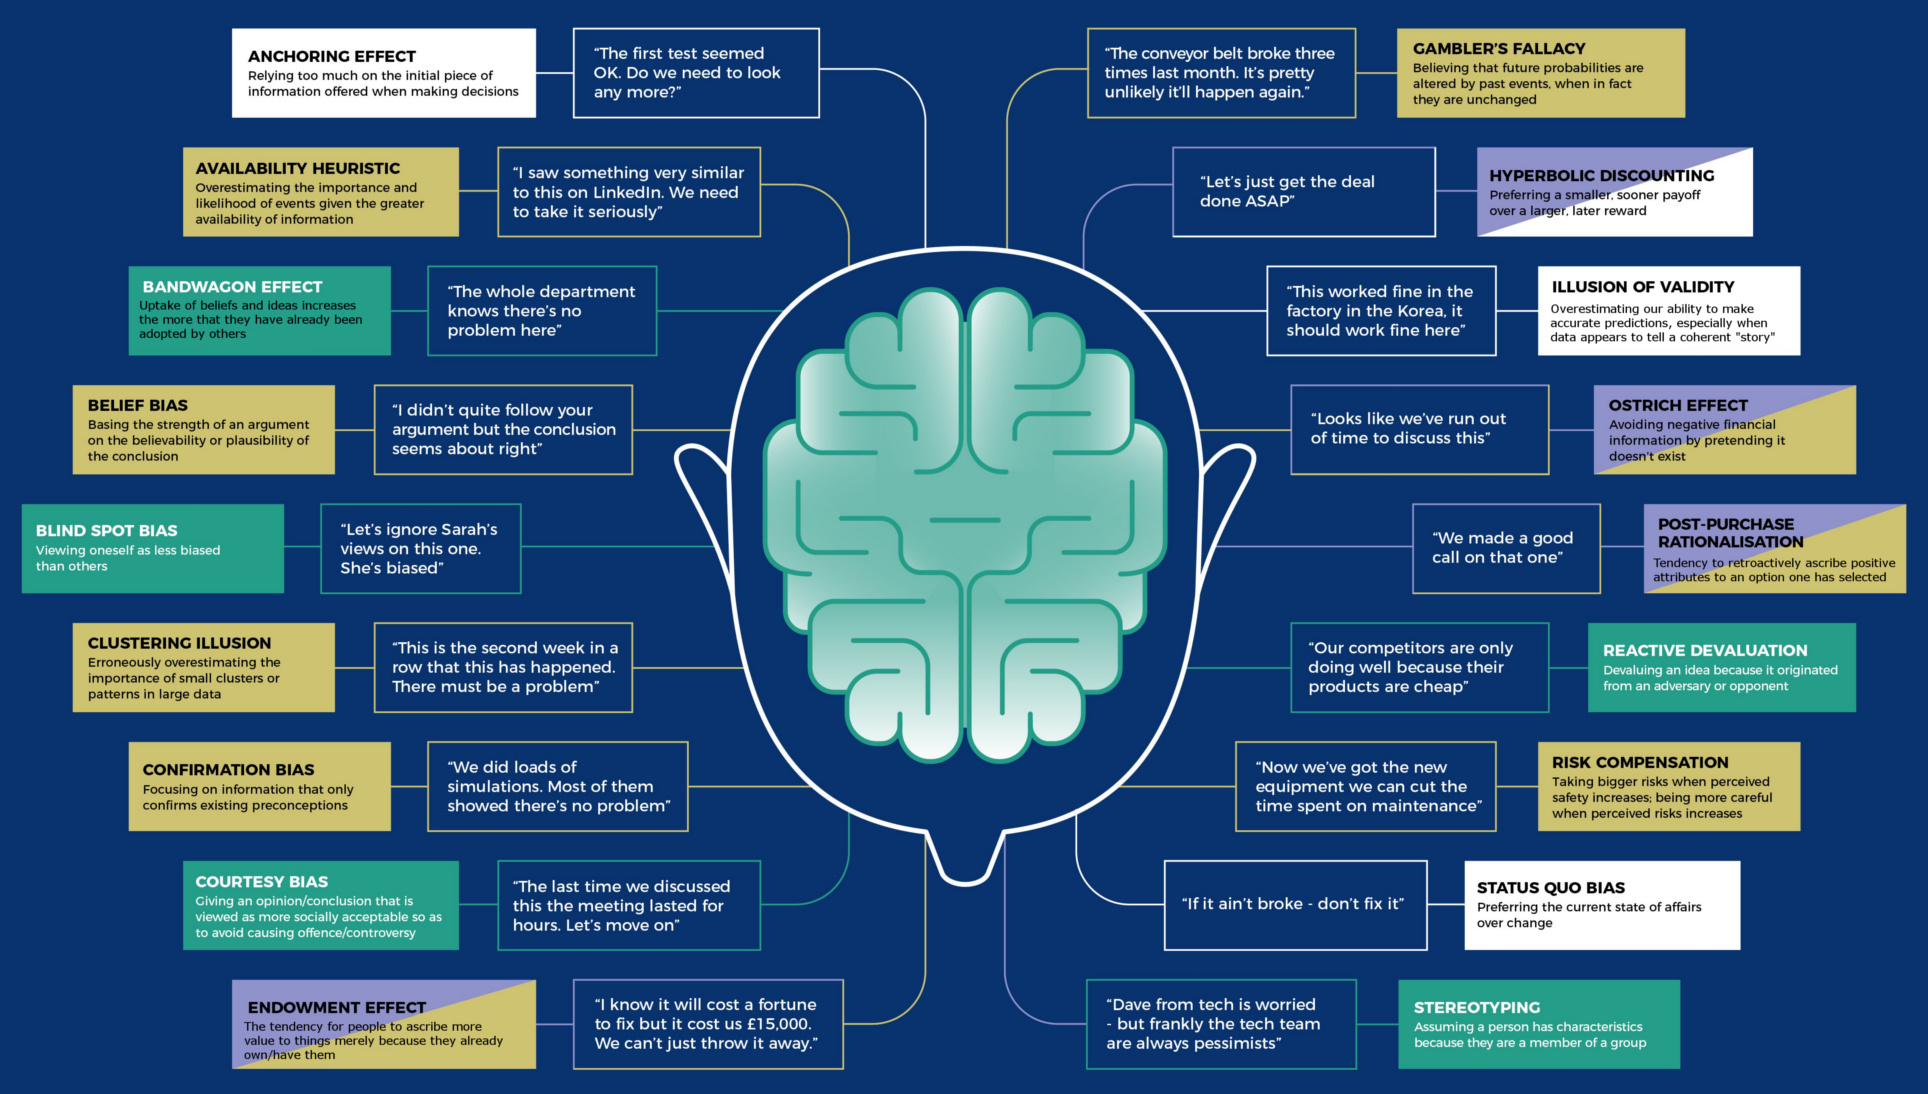 ANCHORING EFFECT
Relying too much on the initial piece of
information offered when making decisions
“The first test seemed
OK. Do we need to look
any more?”
AVAILABILITY HEURISTIC
Overestimating the importance and
likelihood of events given the greater
availability of information
“I saw something very similar
to this on LinkedIn. We need
to take it seriously”
BANDWAGON EFFECT
Uptake of beliefs and ideas increases
the more that they have already been
adopted by others
“The whole department
knows there’s no
problem here”
BELIEF BIAS
Basing the strength of an argument
on the believability or plausibility of
the conclusion
“I didn’t quite follow your
argument but the conclusion
seems about right”
BLIND SPOT BIAS
Viewing oneself as less biased
than others
“Let’s ignore Sarah’s
views on this one.
She’s biased”
CLUSTERING ILLUSION
Erroneously overestimating the
importance of small clusters or
patterns in large data
“This is the second week in a
row that this has happened.
There must be a problem”
CONFIRMATION BIAS
Focusing on information that only
confirms existing preconceptions
“We did loads of
simulations. Most of them
showed there’s no problem”
COURTESY BIAS
Giving an opinion/conclusion that is
viewed as more socially acceptable so as
to avoid causing offence/controversy
“The last time we discussed
this the meeting lasted for
hours. Let’s move on”
ENDOWMENT EFFECT
The tendency for people to ascribe more
value to things merely because they already
own/have them
“I know it will cost a fortune
to fix but it cost us £15,000.
We can’t just throw it away.”
“The conveyor belt broke three
times last month. It’s pretty
unlikely it’ll happen again.”
GAMBLER’S FALLACY
Believing that future probabilities are
altered by past events, when in fact
they are unchanged
“Let’s just get the deal
done ASAP”
HYPERBOLIC DISCOUNTING
Preferring a smaller, sooner payoff
over a larger, later reward
“This worked fine in the
factory in the Korea, it
should work fine here”
ILLUSION OF VALIDITY
Overestimating our ability to make
accurate predictions, especially when
data appears to tell a coherent "story"
“Looks like we’ve run out
of time to discuss this”
OSTRICH EFFECT
Avoiding negative financial
information by pretending it
doesn’t exist
“We made a good
call on that one”
POST-PURCHASE
RATIONALISATION
Tendency to retroactively ascribe positive
attributes to an option one has selected
“Our competitors are only
doing well because their
products are cheap”
REACTIVE DEVALUATION
Devaluing an idea because it originated
from an adversary or opponent
“Now we’ve got the new
equipment we can cut the
time spent on maintenance”
RISK COMPENSATION
Taking bigger risks when perceived
safety increases; being more careful
when perceived risks increases
“If it ain’t broke - don’t fix it”
STATUS QUO BIAS
Preferring the current state of affairs
over change
“Dave from tech is worried
- but frankly the tech team
are always pessimists”
STEREOTYPING
Assuming a person has characteristics
because they are a member of a group